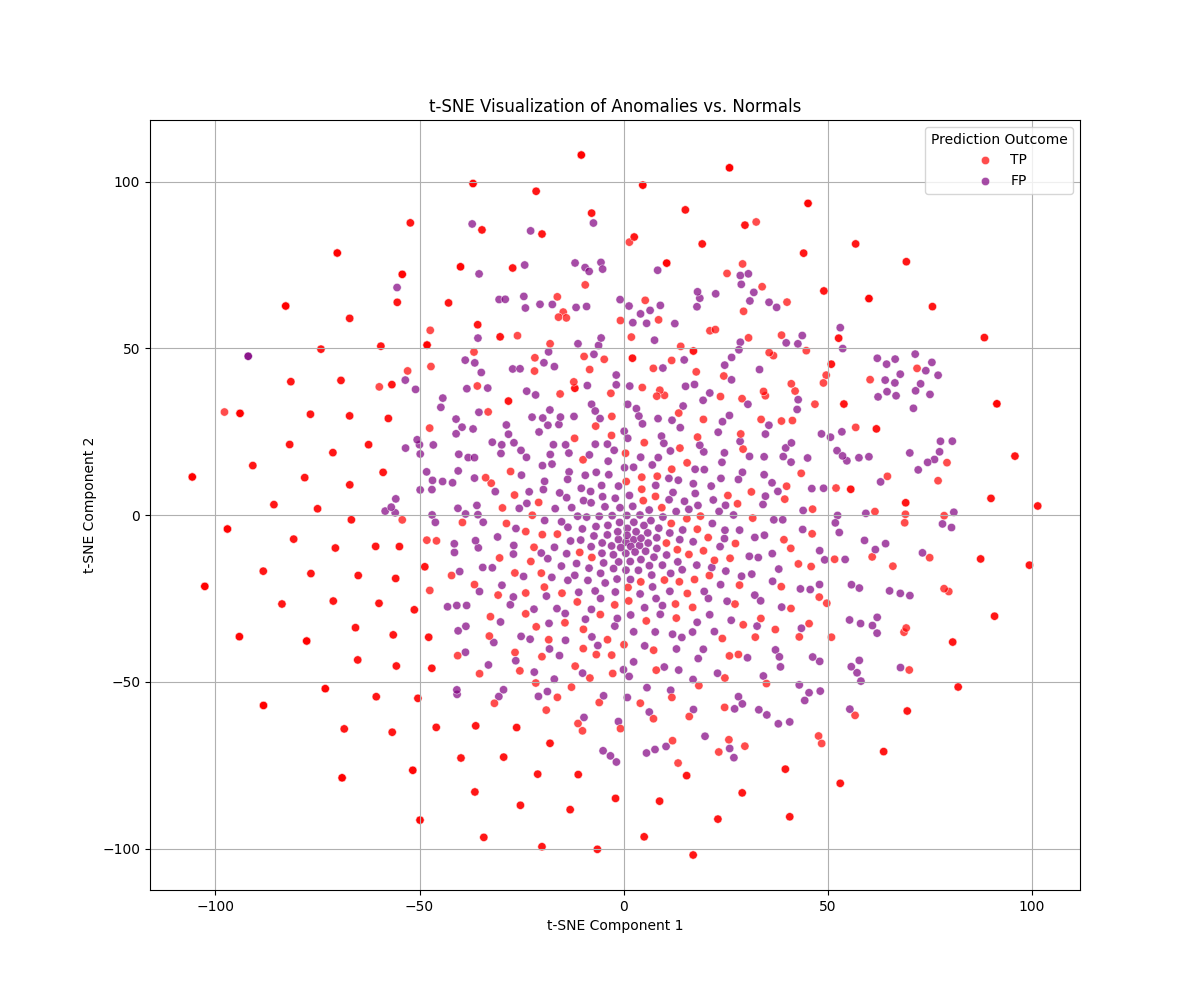 t-SNE Visualization of Anomalies vs. Normals
Prediction Outcome
TP
FP
100
50
0
−50
−100
t-SNE Component 2
−100
−50
0
50
100
t-SNE Component 1